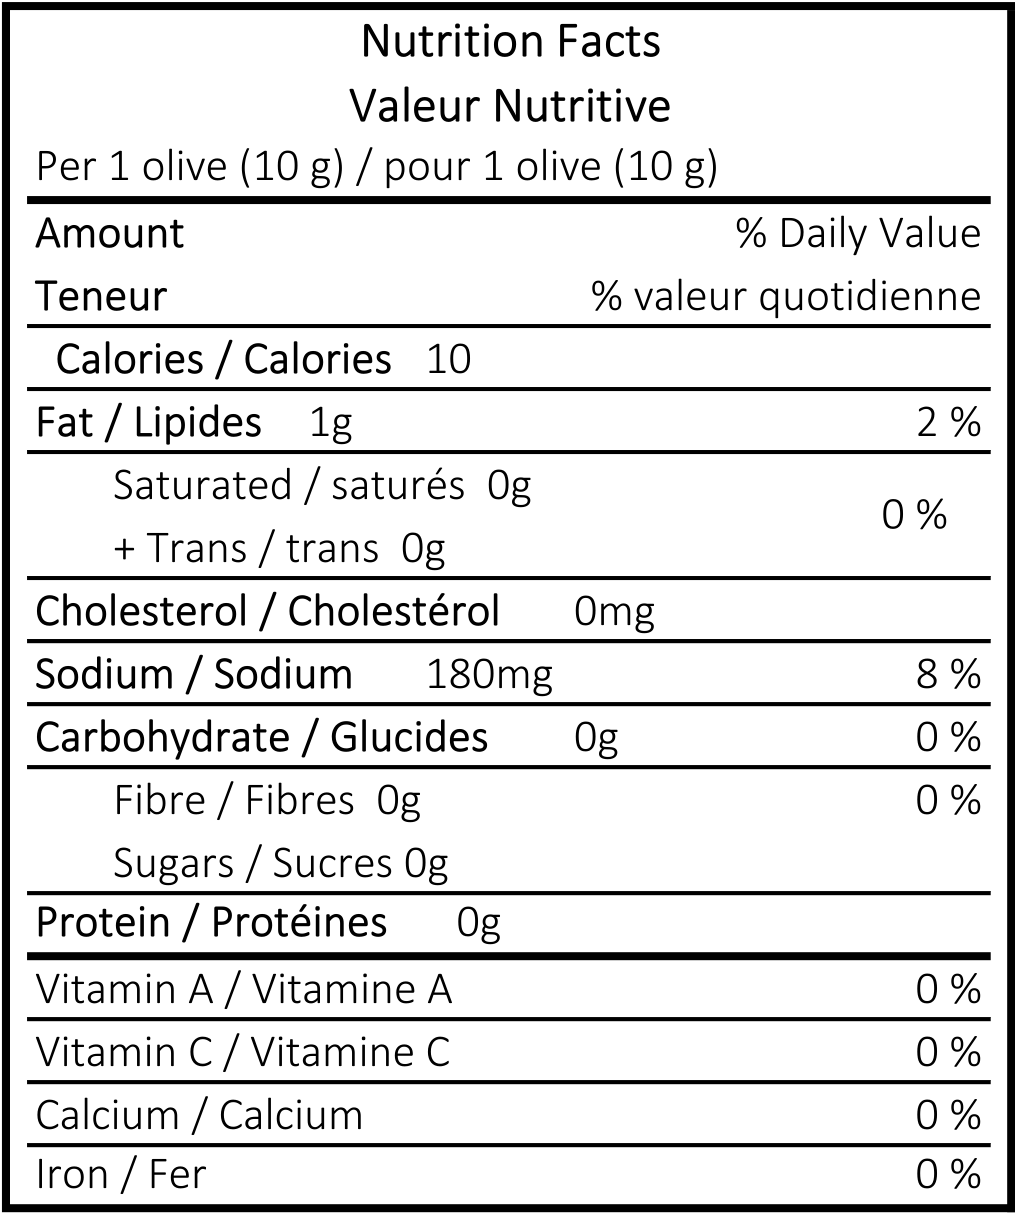 Nutrition Facts
Valeur Nutritive
Per 1 olive (10 g) / pour 1 olive (10 g)
Amount % Daily Value
Teneur % valeur quotidienne
Calories / Calories 10
Fat / Lipides 1g 2 %
Saturated / saturés 0g
0 %
+ Trans / trans 0g
Cholesterol / Cholestérol 0mg
Sodium / Sodium 180mg 8 %
Carbohydrate / Glucides 0g 0 %
Fibre / Fibres 0g 0 %
Sugars / Sucres 0g
Protein / Protéines 0g
Vitamin A / Vitamine A 0 %
Vitamin C / Vitamine C 0 %
Calcium / Calcium 0 %
Iron / Fer 0 %